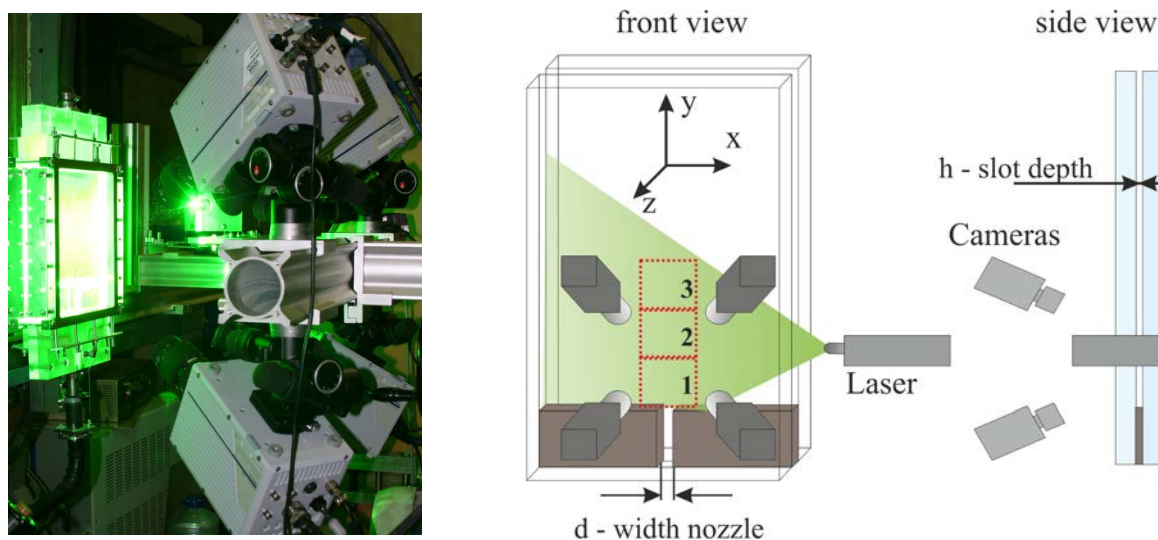 front view
side view
y
x
z
h - slot depth
Cameras
3
2
1
Laser
d - width nozzle